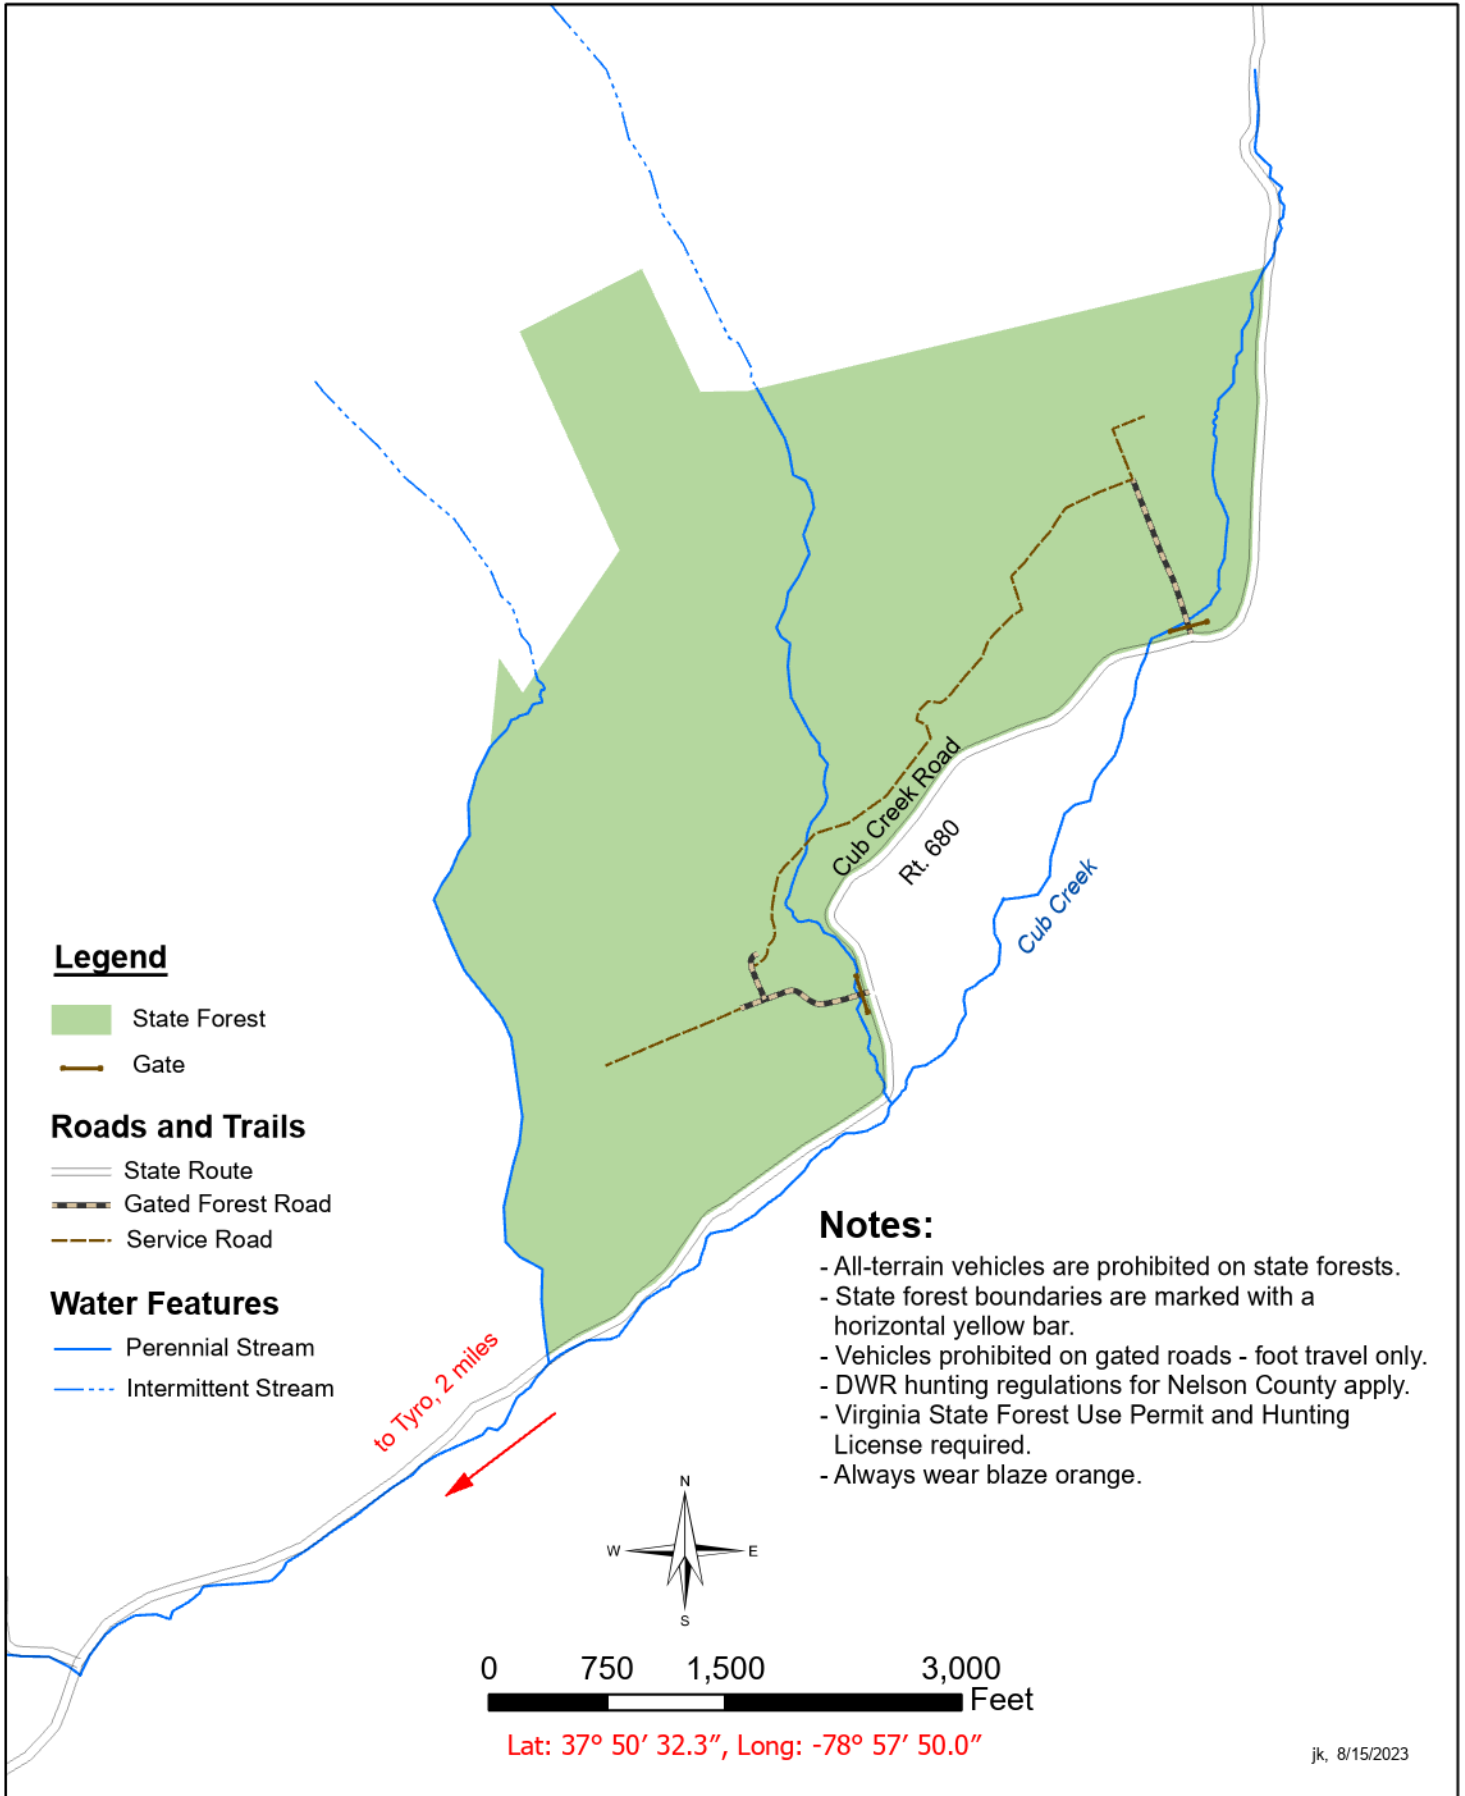 Cub Creek Road
Rt. 680
Cub Creek
Legend
State Forest
Gate
Roads and Trails
State Route
Gated Forest Road
Service Road
Water Features
Perennial Stream
Intermittent Stream
to Tyro, 2 miles
Notes:
- All-terrain vehicles are prohibited on state forests.
- State forest boundaries are marked with a
horizontal yellow bar.
- Vehicles prohibited on gated roads - foot travel only.
- DWR hunting regulations for Nelson County apply.
- Virginia State Forest Use Permit and Hunting
License required.
- Always wear blaze orange.
N
W E
S
0 750 1,500 3,000
Feet
Lat: 37° 50′ 32.3″, Long: -78° 57′ 50.0″
jk, 8/15/2023